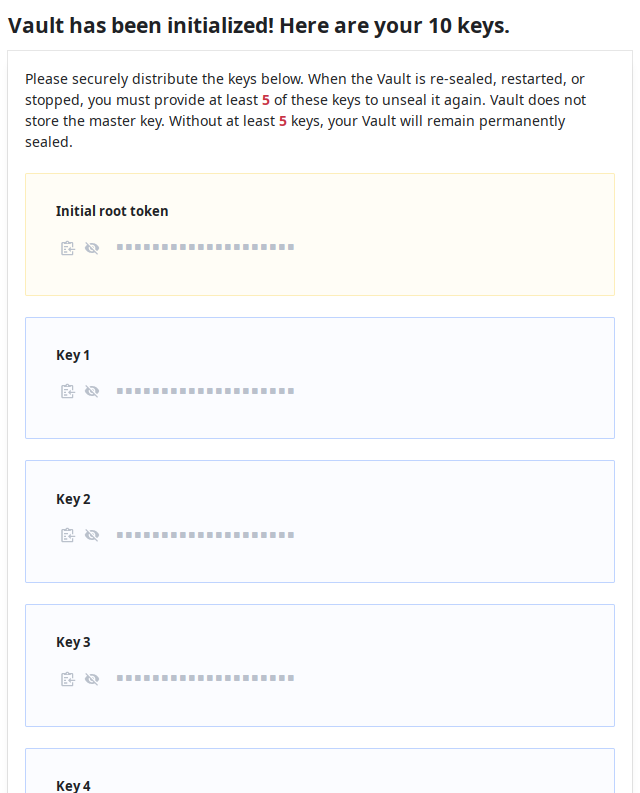 Vault has been initialized! Here are your 10 keys.
Please securely distribute the keys below. When the Vault is re-sealed, restarted, or
stopped, you must provide at least 5 of these keys to unseal it again. Vault does not
store the master key. Without at least 5 keys, your Vault will remain permanently
sealed.
Initial root token
Key 1
Key 2
Key 3
Key 4